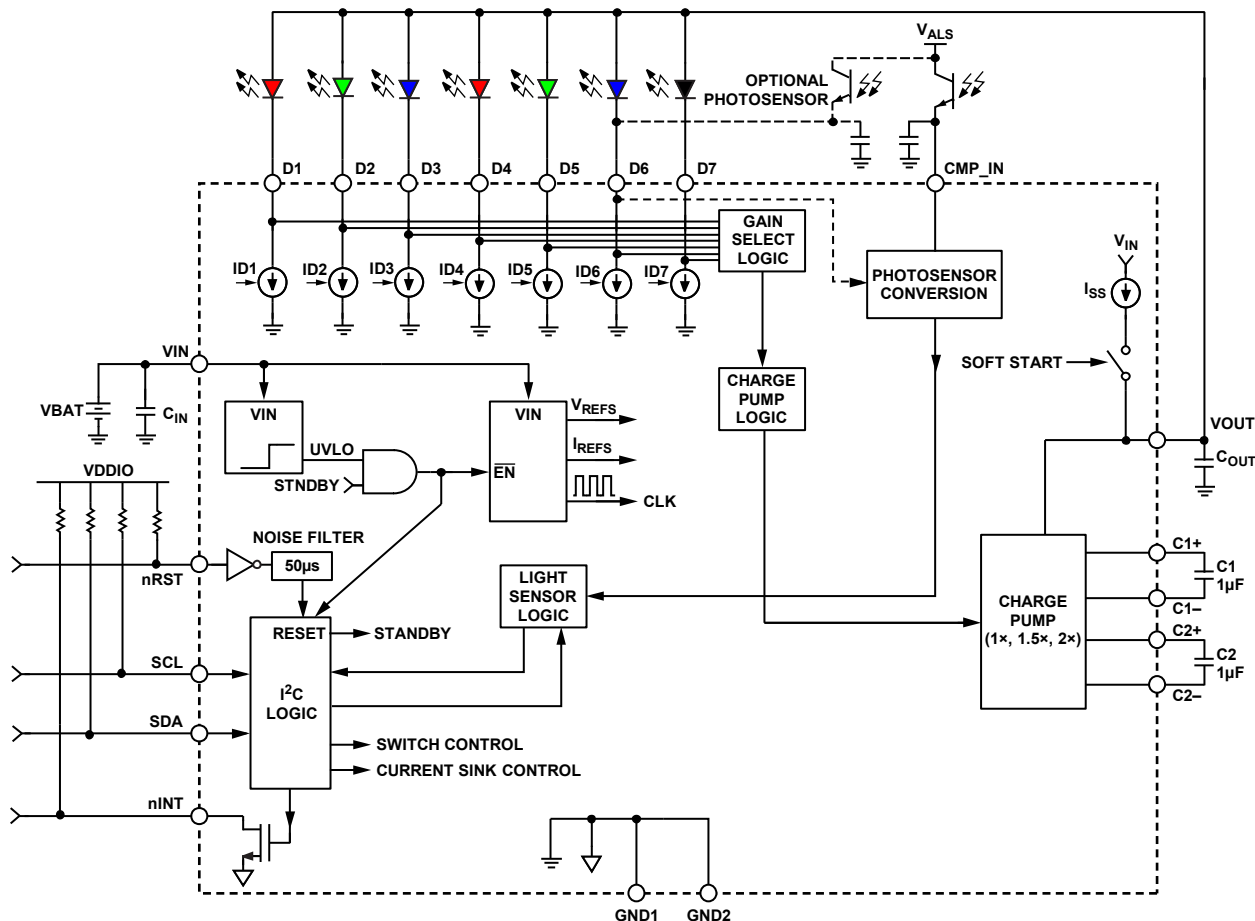 V_ALS
OPTIONAL
PHOTOSENSOR
D1
D2
D3
D4
D5
D6
D7
CMP_IN
GAIN
SELECT
LOGIC
ID1
ID2
ID3
ID4
ID5
ID6
ID7
PHOTOSENSOR
CONVERSION
V_IN
I_SS
SOFT START
VIN
VBAT
C_IN
VIN
UVLO
STNDBY
VIN
EN
V_REFS
I_REFS
CLK
CHARGE
PUMP
LOGIC
VOUT
C_OUT
VDDIO
NOISE FILTER
50µs
nRST
LIGHT
SENSOR
LOGIC
RESET
STANDBY
I²C
LOGIC
SCL
SDA
SWITCH CONTROL
CURRENT SINK CONTROL
nINT
CHARGE
PUMP
(1×, 1.5×, 2×)
C1+
C1
1µF
C1–
C2+
C2
1µF
C2–
GND1
GND2